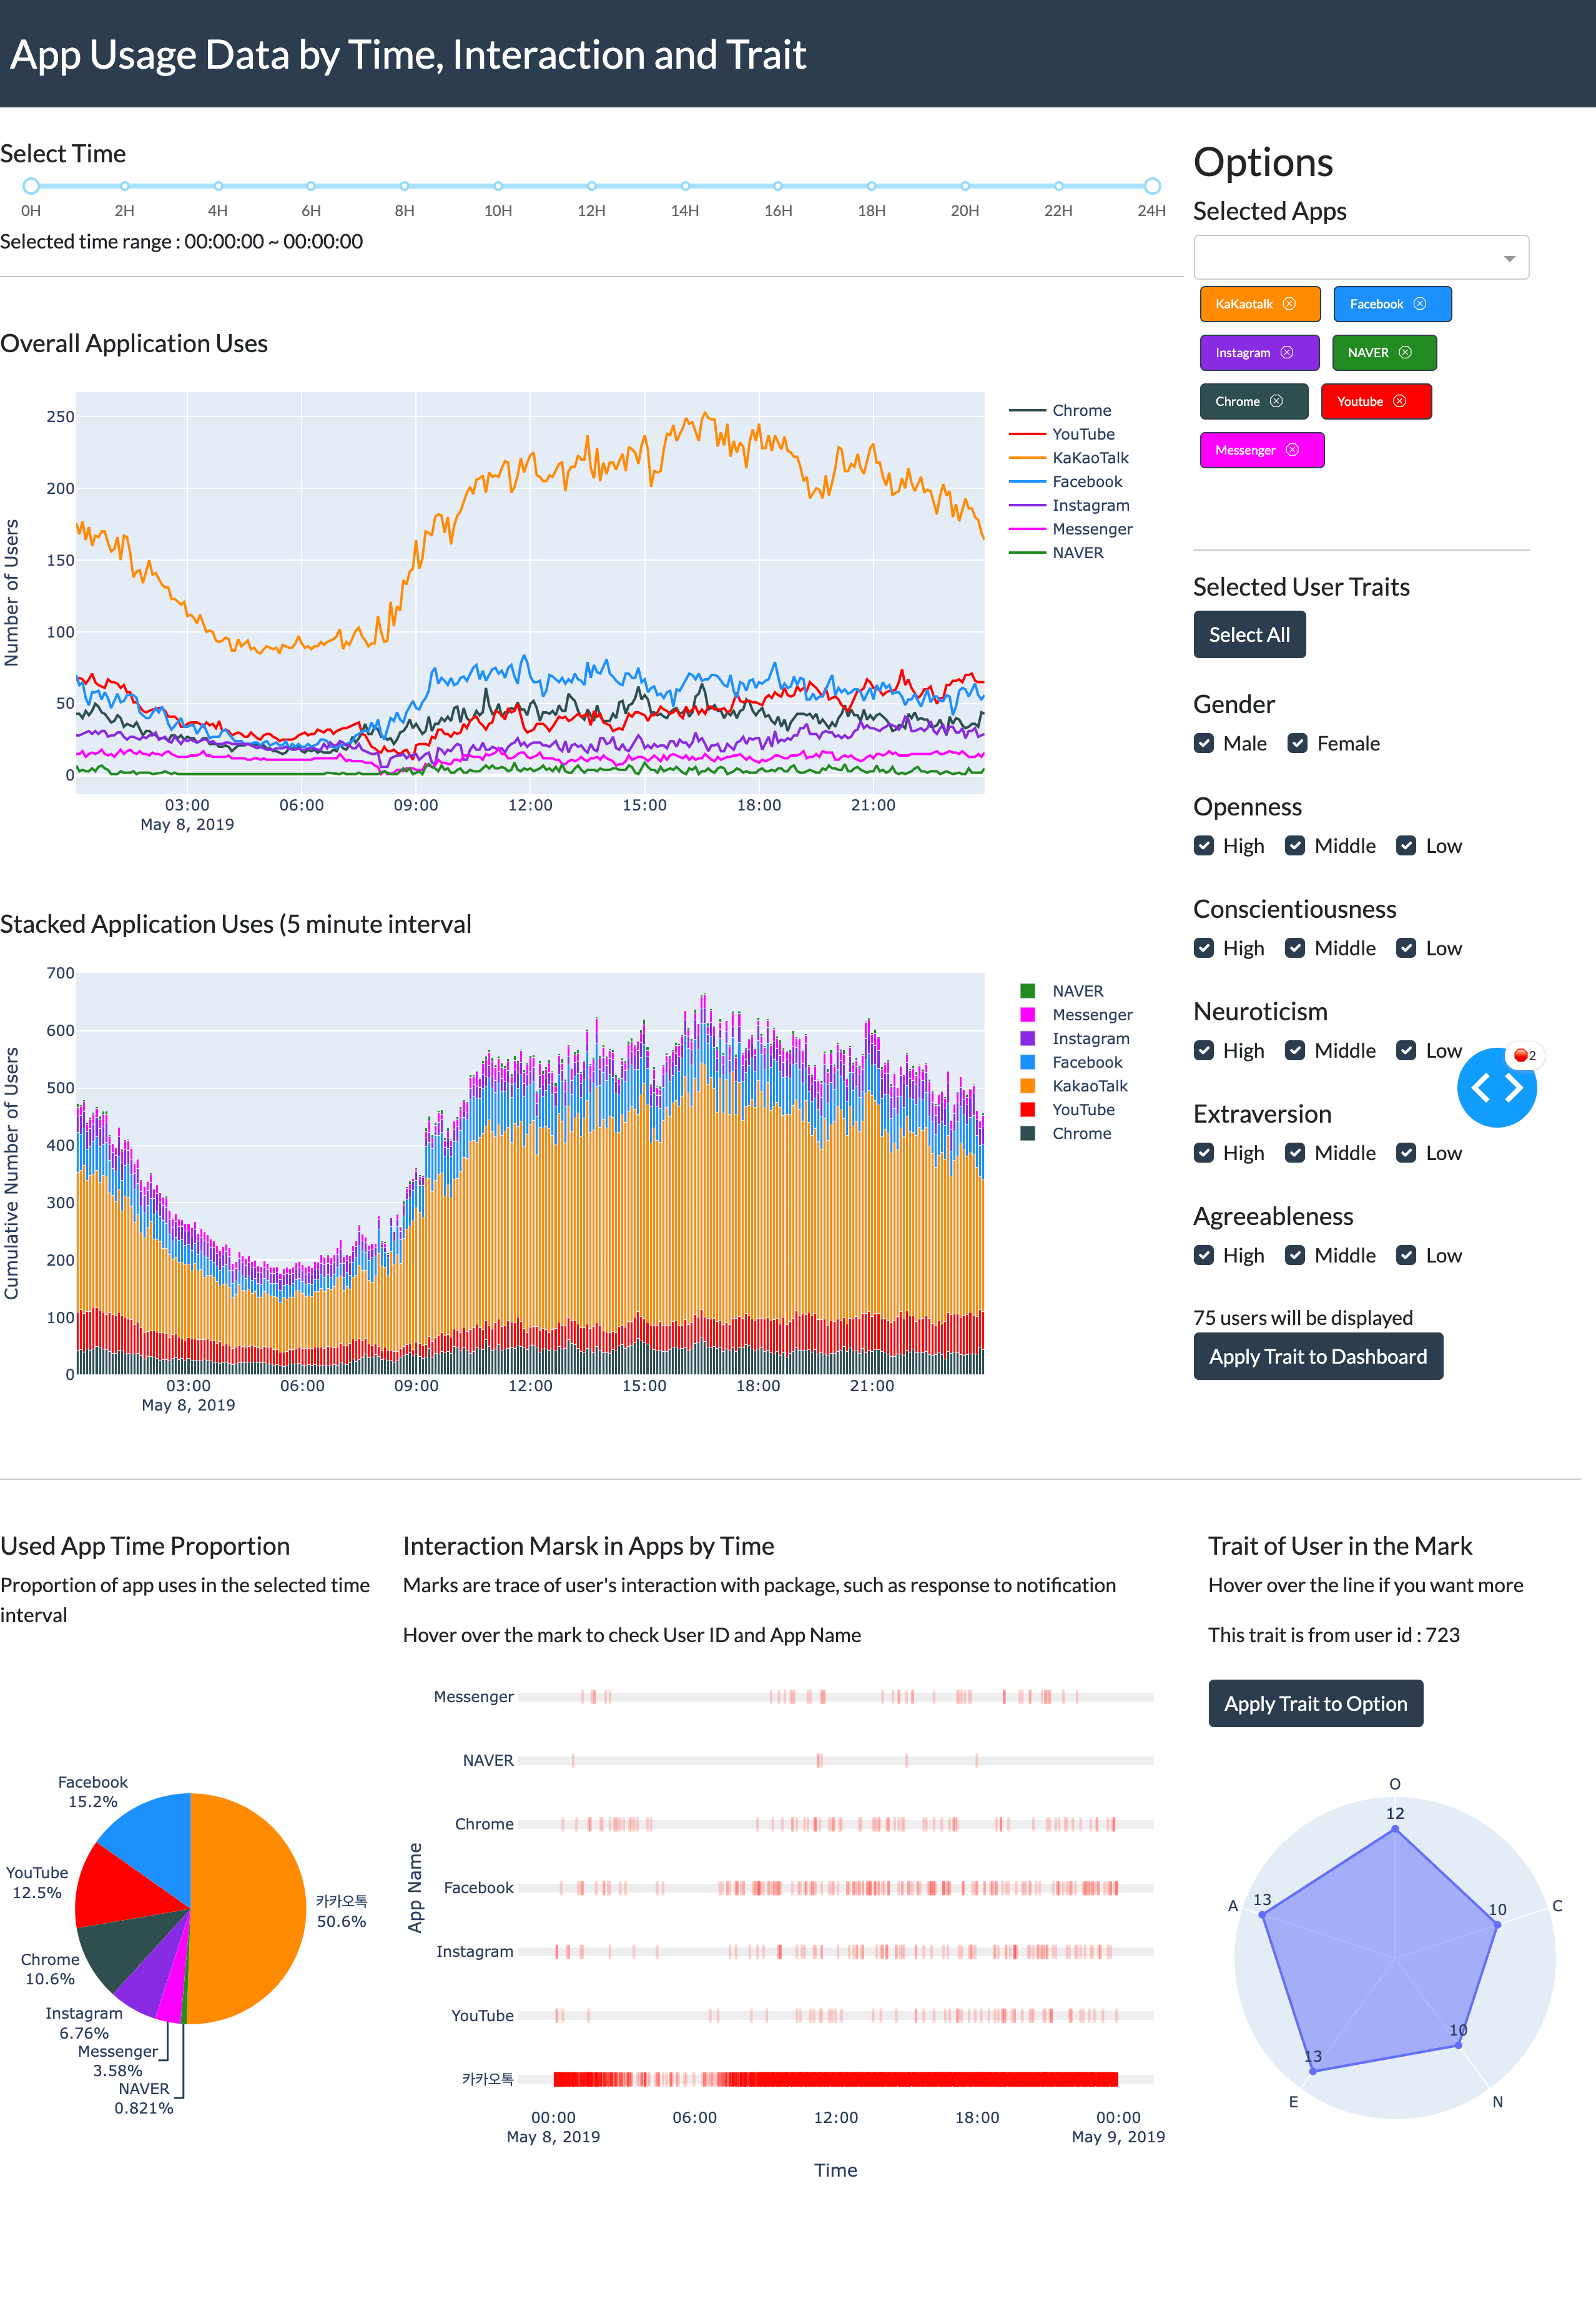 App Usage Data by Time, Interaction and Trait
Select Time
0H 2H 4H 6H 8H 10H 12H 14H 16H 18H 20H 22H 24H
Selected time range : 00:00:00 ~ 00:00:00
Options
Selected Apps
KaKaotalk Facebook
Instagram NAVER
Chrome Youtube
Messenger
Selected User Traits
Select All
Gender
Male Female
Openness
High Middle Low
Conscientiousness
High Middle Low
Neuroticism
High Middle Low
2
Extraversion
High Middle Low
Agreeableness
High Middle Low
75 users will be displayed
Apply Trait to Dashboard
Overall Application Uses
Number of Users
250
200
150
100
50
0
03:00 06:00 09:00 12:00 15:00 18:00 21:00
May 8, 2019
Chrome
YouTube
KaKaoTalk
Facebook
Instagram
Messenger
NAVER
Stacked Application Uses (5 minute interval
Cumulative Number of Users
700
600
500
400
300
200
100
0
03:00 06:00 09:00 12:00 15:00 18:00 21:00
May 8, 2019
NAVER
Messenger
Instagram
Facebook
KakaoTalk
YouTube
Chrome
Used App Time Proportion
Proportion of app uses in the selected time
interval
Facebook
15.2%
YouTube
12.5%
카카오톡
50.6%
Chrome
10.6%
Instagram
6.76%
Messenger
3.58%
NAVER
0.821%
Interaction Marsk in Apps by Time
Marks are trace of user's interaction with package, such as response to notification
Hover over the mark to check User ID and App Name
App Name
Messenger
NAVER
Chrome
Facebook
Instagram
YouTube
카카오톡
00:00 06:00 12:00 18:00 00:00
May 8, 2019 May 9, 2019
Time
Trait of User in the Mark
Hover over the line if you want more
This trait is from user id : 723
Apply Trait to Option
O
12
A 13
10 C
10
13
E N